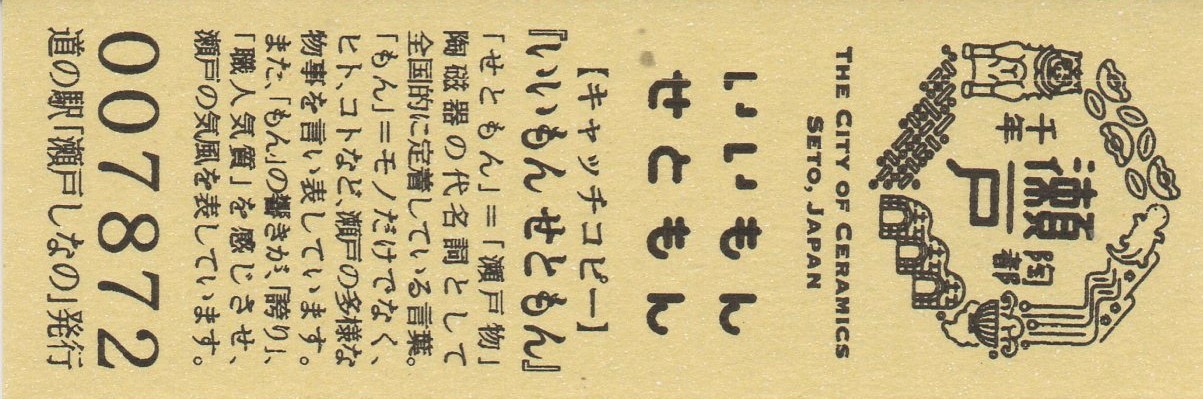 千年
瀬戸
陶都
THE CITY OF CERAMICS
SETO, JAPAN
いいもん
せともん
【キャッチコピー】
『いいもんせともん』
「せともん」＝「瀬戸物」
陶磁器の代名詞として
全国的に定着している言葉。
「もん」＝モノだけでなく、
ヒト、コトなど、瀬戸の多様な
物事を言い表しています。
また、「もん」の響きが、「誇り」、
「職人気質」を感じさせ、
瀬戸の気風を表しています。
007872
道の駅「瀬戸しなの」発行